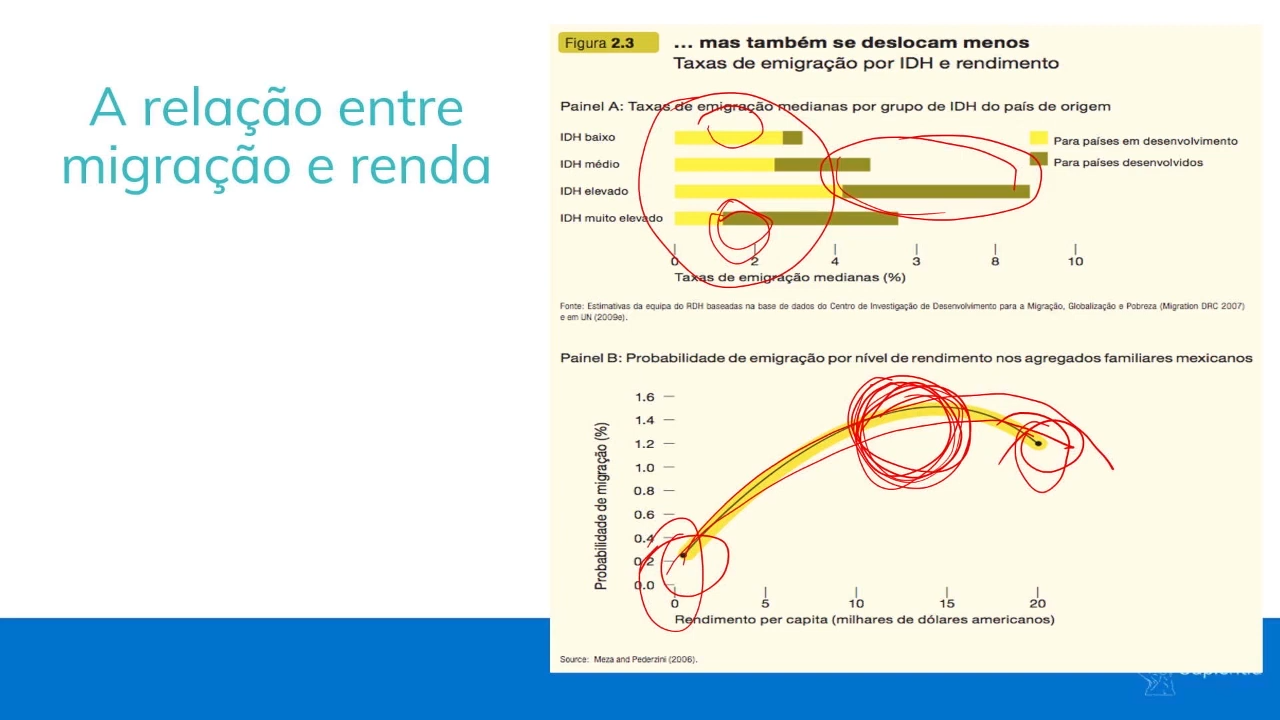 A relação entre
migração e renda
Figura 2.3
... mas também se deslocam menos
Taxas de emigração por IDH e rendimento
Painel A: Taxas de emigração medianas por grupo de IDH do país de origem
IDH baixo
IDH médio
IDH elevado
IDH muito elevado
Para países em desenvolvimento
Para países desenvolvidos
0 2 4 3 8 10
Taxas de emigração medianas (%)
Fonte: Estimativas da equipa do RDH baseadas na base de dados do Centro de Investigação de Desenvolvimento para a Migração, Globalização e Pobreza (Migration DRC 2007)
e em UN (2009e).
Painel B: Probabilidade de emigração por nível de rendimento nos agregados familiares mexicanos
Probabilidade de migração (%)
1.6
1.4
1.2
1.0
0.8
0.6
0.4
0.2
0.0
0 5 10 15 20
Rendimento per capita (milhares de dólares americanos)
Source: Meza and Pederzini (2006).